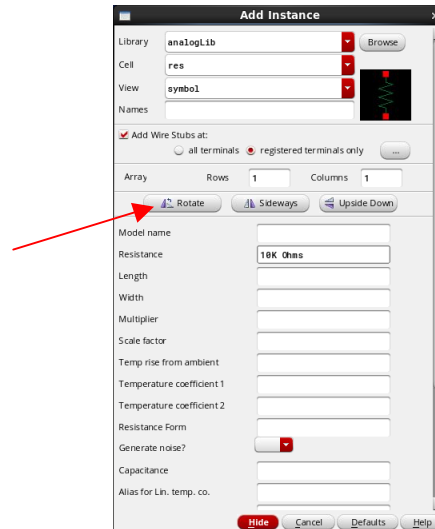 Add Instance
Library analogLib Browse
Cell res
View symbol
Names
Add Wire Stubs at:
all terminals registered terminals only ...
Array Rows 1 Columns 1
Rotate Sideways Upside Down
Model name
Resistance 10K Ohms
Length
Width
Multiplier
Scale factor
Temp rise from ambient
Temperature coefficient 1
Temperature coefficient 2
Resistance Form
Generate noise?
Capacitance
Alias for Lin. temp. co.
Hide Cancel Defaults Help